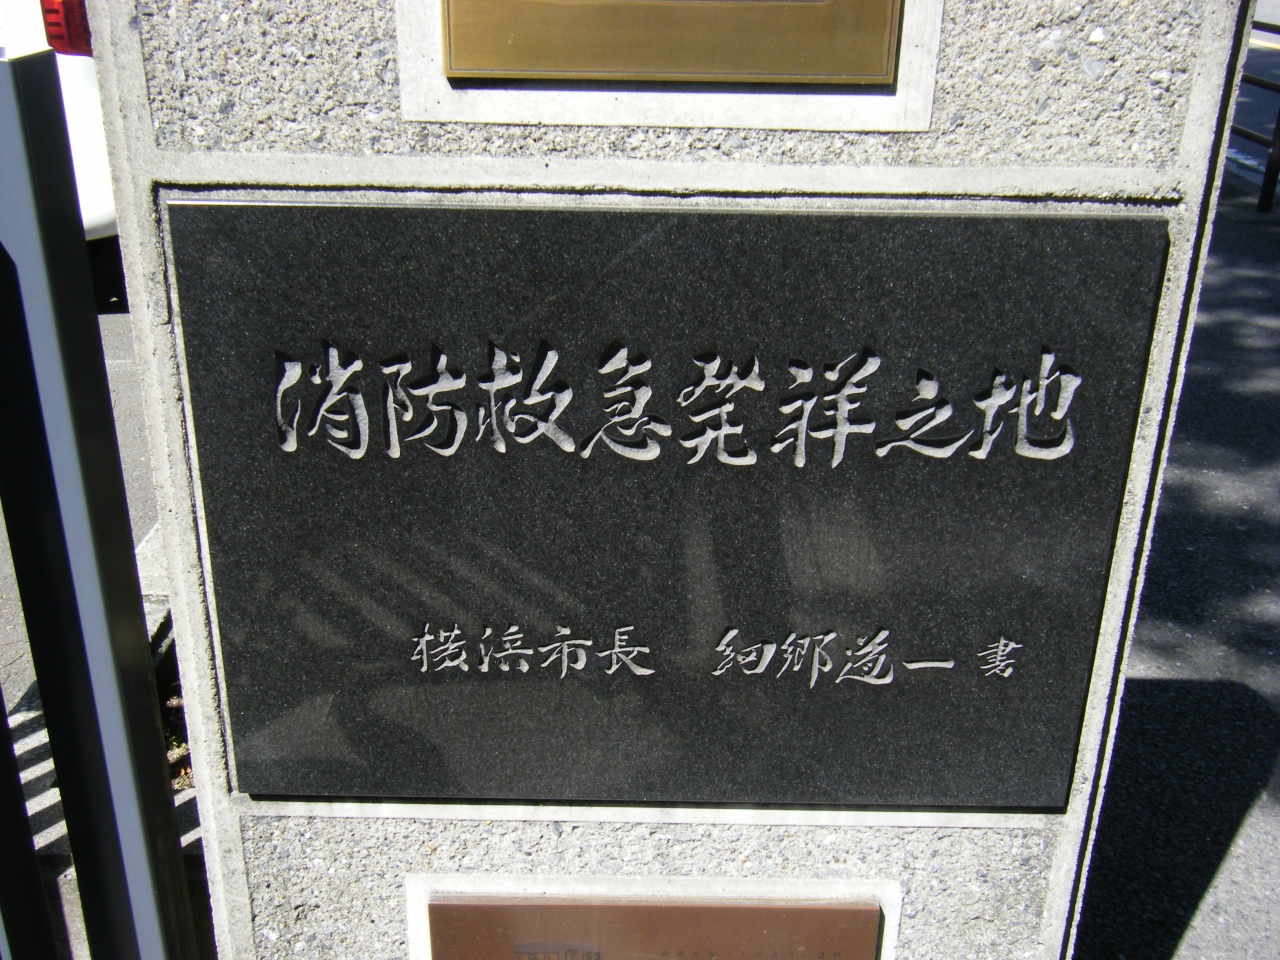 消防救急発祥之地
横浜市長 細郷道一書